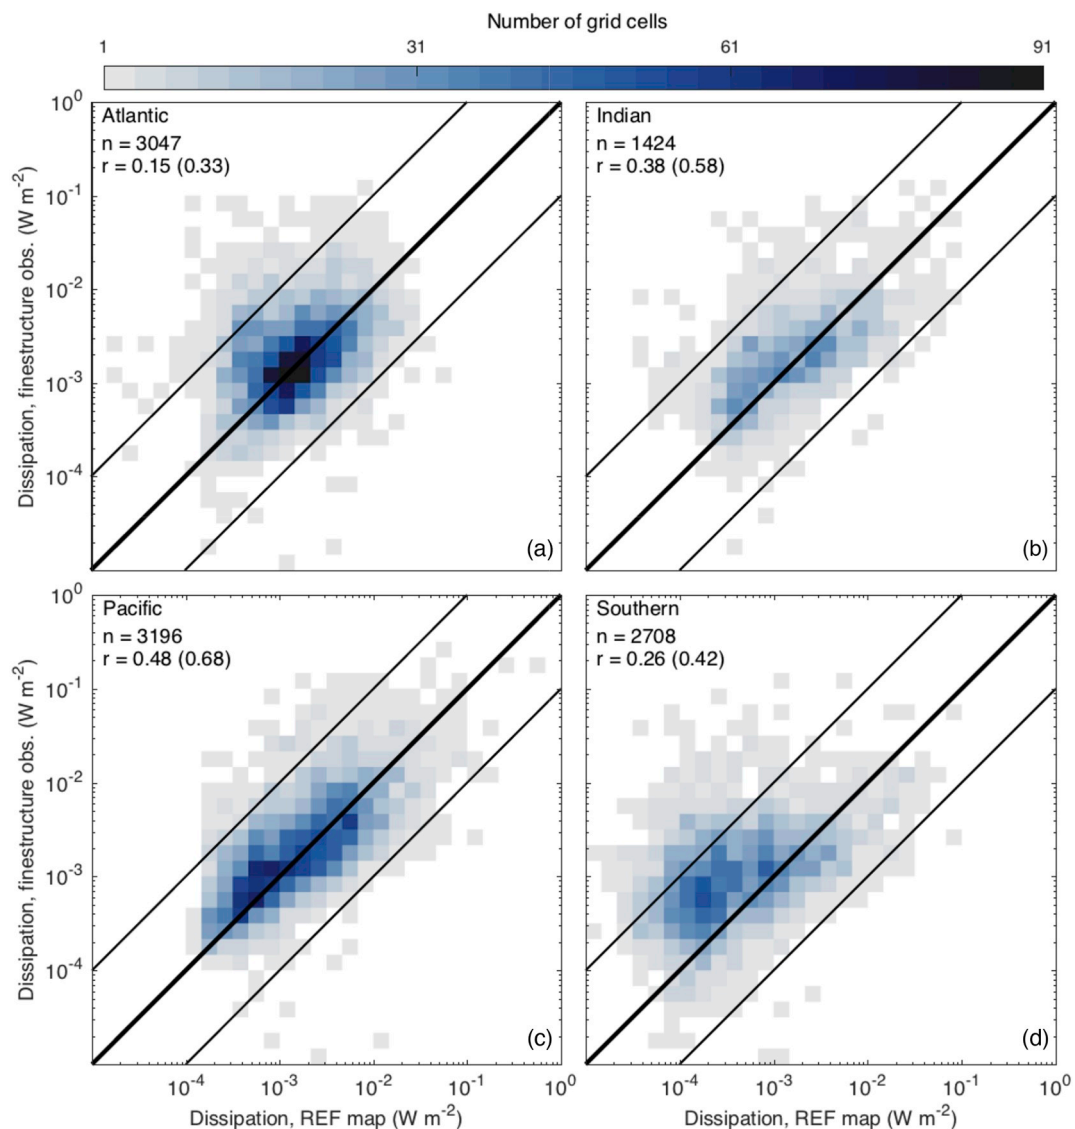 Number of grid cells
1 31 61 91
Atlantic
n = 3047
r = 0.15 (0.33)
Indian
n = 1424
r = 0.38 (0.58)
10⁰
10⁻¹
10⁻²
10⁻³
10⁻⁴
Dissipation, finestructure obs. (W m⁻²)
(a)
(b)
Pacific
n = 3196
r = 0.48 (0.68)
Southern
n = 2708
r = 0.26 (0.42)
10⁰
10⁻¹
10⁻²
10⁻³
10⁻⁴
Dissipation, finestructure obs. (W m⁻²)
(c)
(d)
10⁻⁴ 10⁻³ 10⁻² 10⁻¹ 10⁰
10⁻⁴ 10⁻³ 10⁻² 10⁻¹ 10⁰
Dissipation, REF map (W m⁻²)
Dissipation, REF map (W m⁻²)